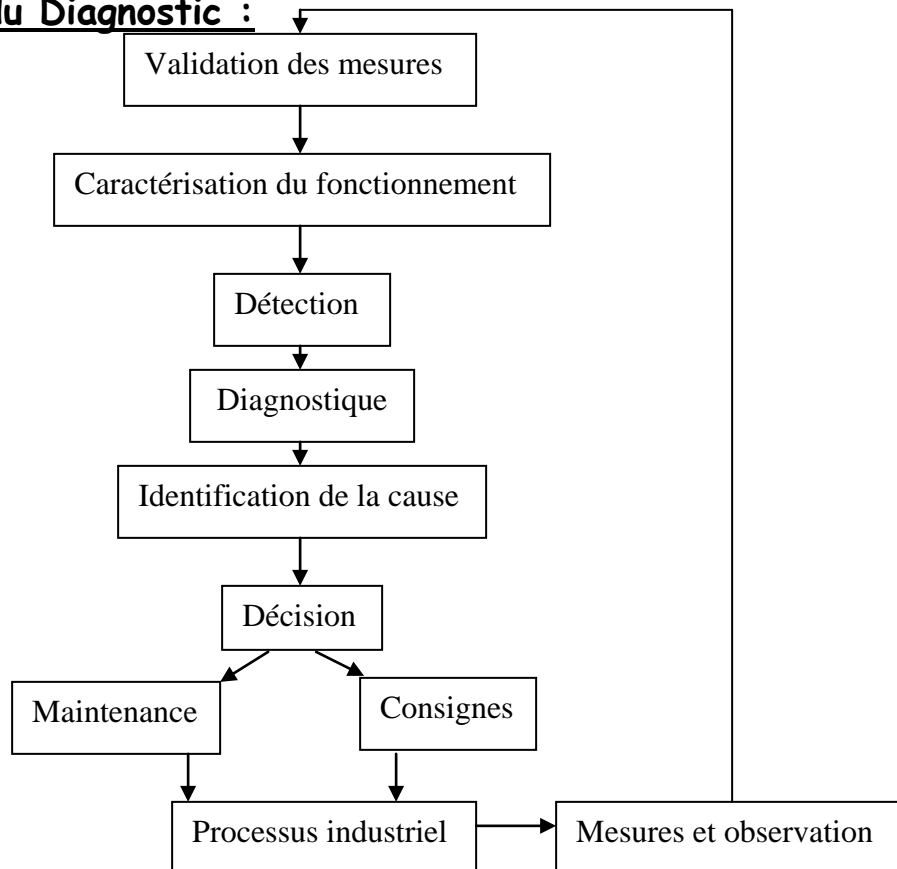 du Diagnostic :
Validation des mesures
Caractérisation du fonctionnement
Détection
Diagnostique
Identification de la cause
Décision
Maintenance
Consignes
Processus industriel
Mesures et observation